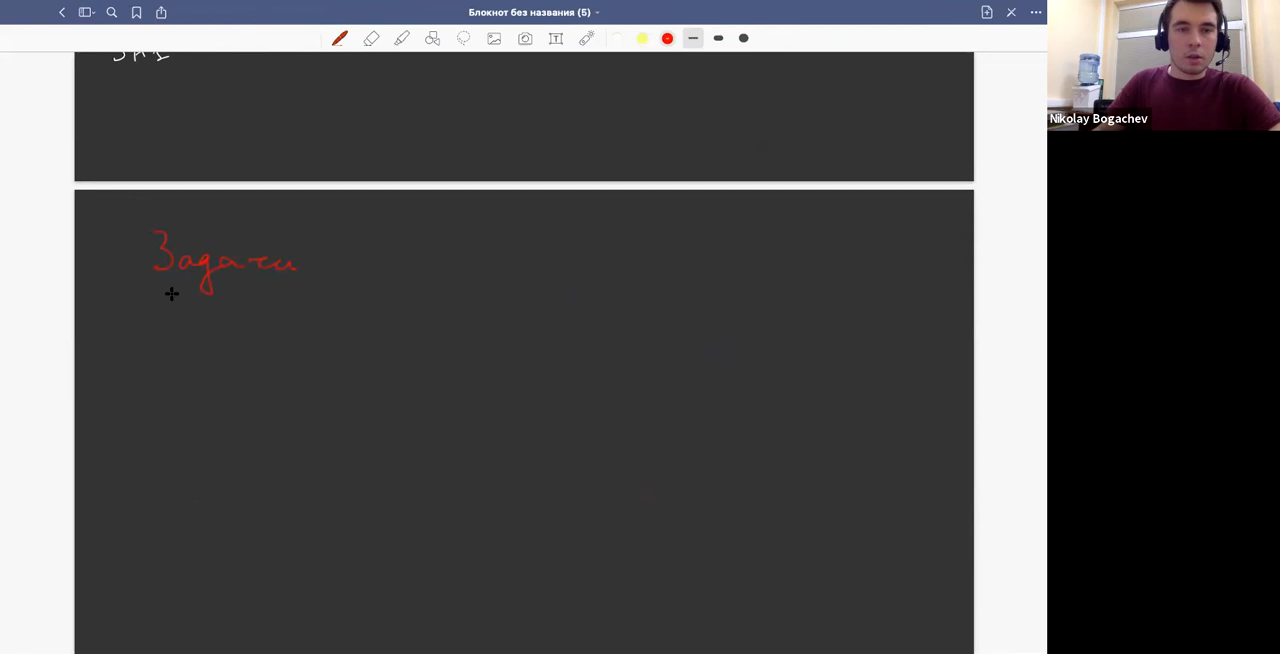 Блокнот без названия (5)
Nikolay Bogachev
Задачи